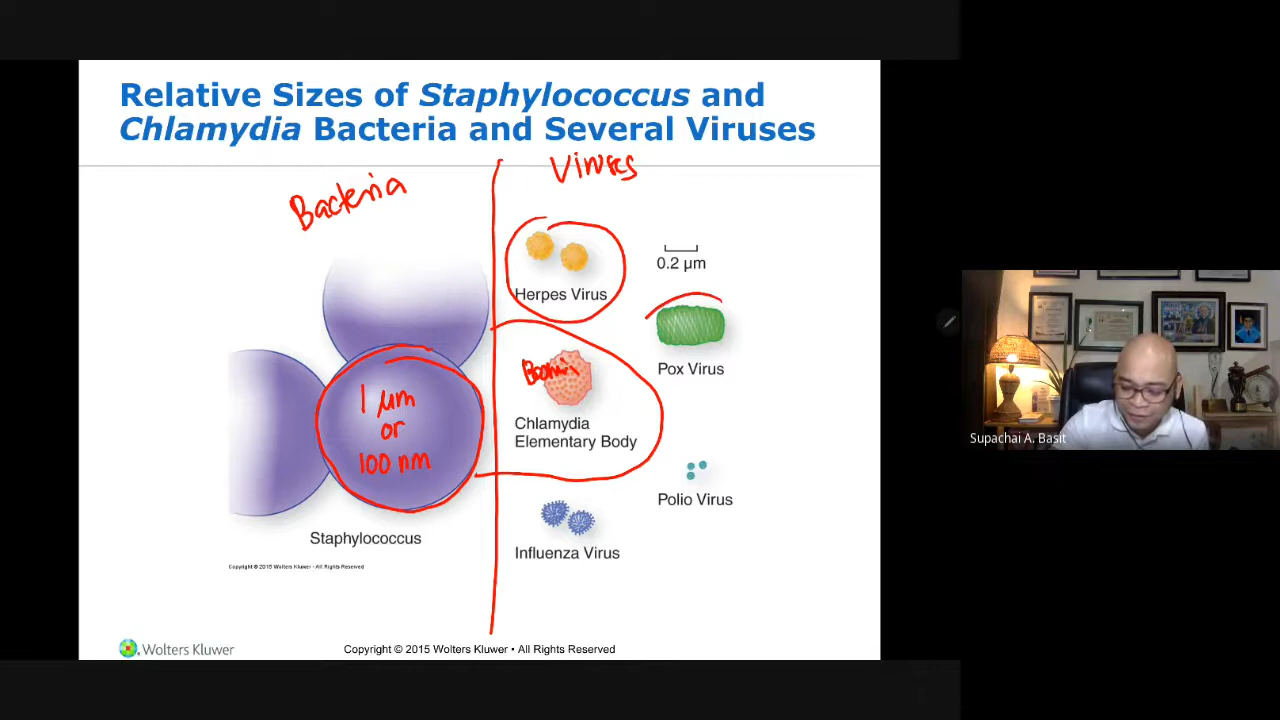 Relative Sizes of Staphylococcus and
Chlamydia Bacteria and Several Viruses
Bacteria
Viruses
Herpes Virus
0.2 µm
Pox Virus
1 µm
or
100 nm
Chlamydia
Elementary Body
Polio Virus
Staphylococcus
Influenza Virus
Copyright © 2015 Wolters Kluwer • All Rights Reserved
Wolters Kluwer
Copyright © 2015 Wolters Kluwer • All Rights Reserved
Supachai A. Basit